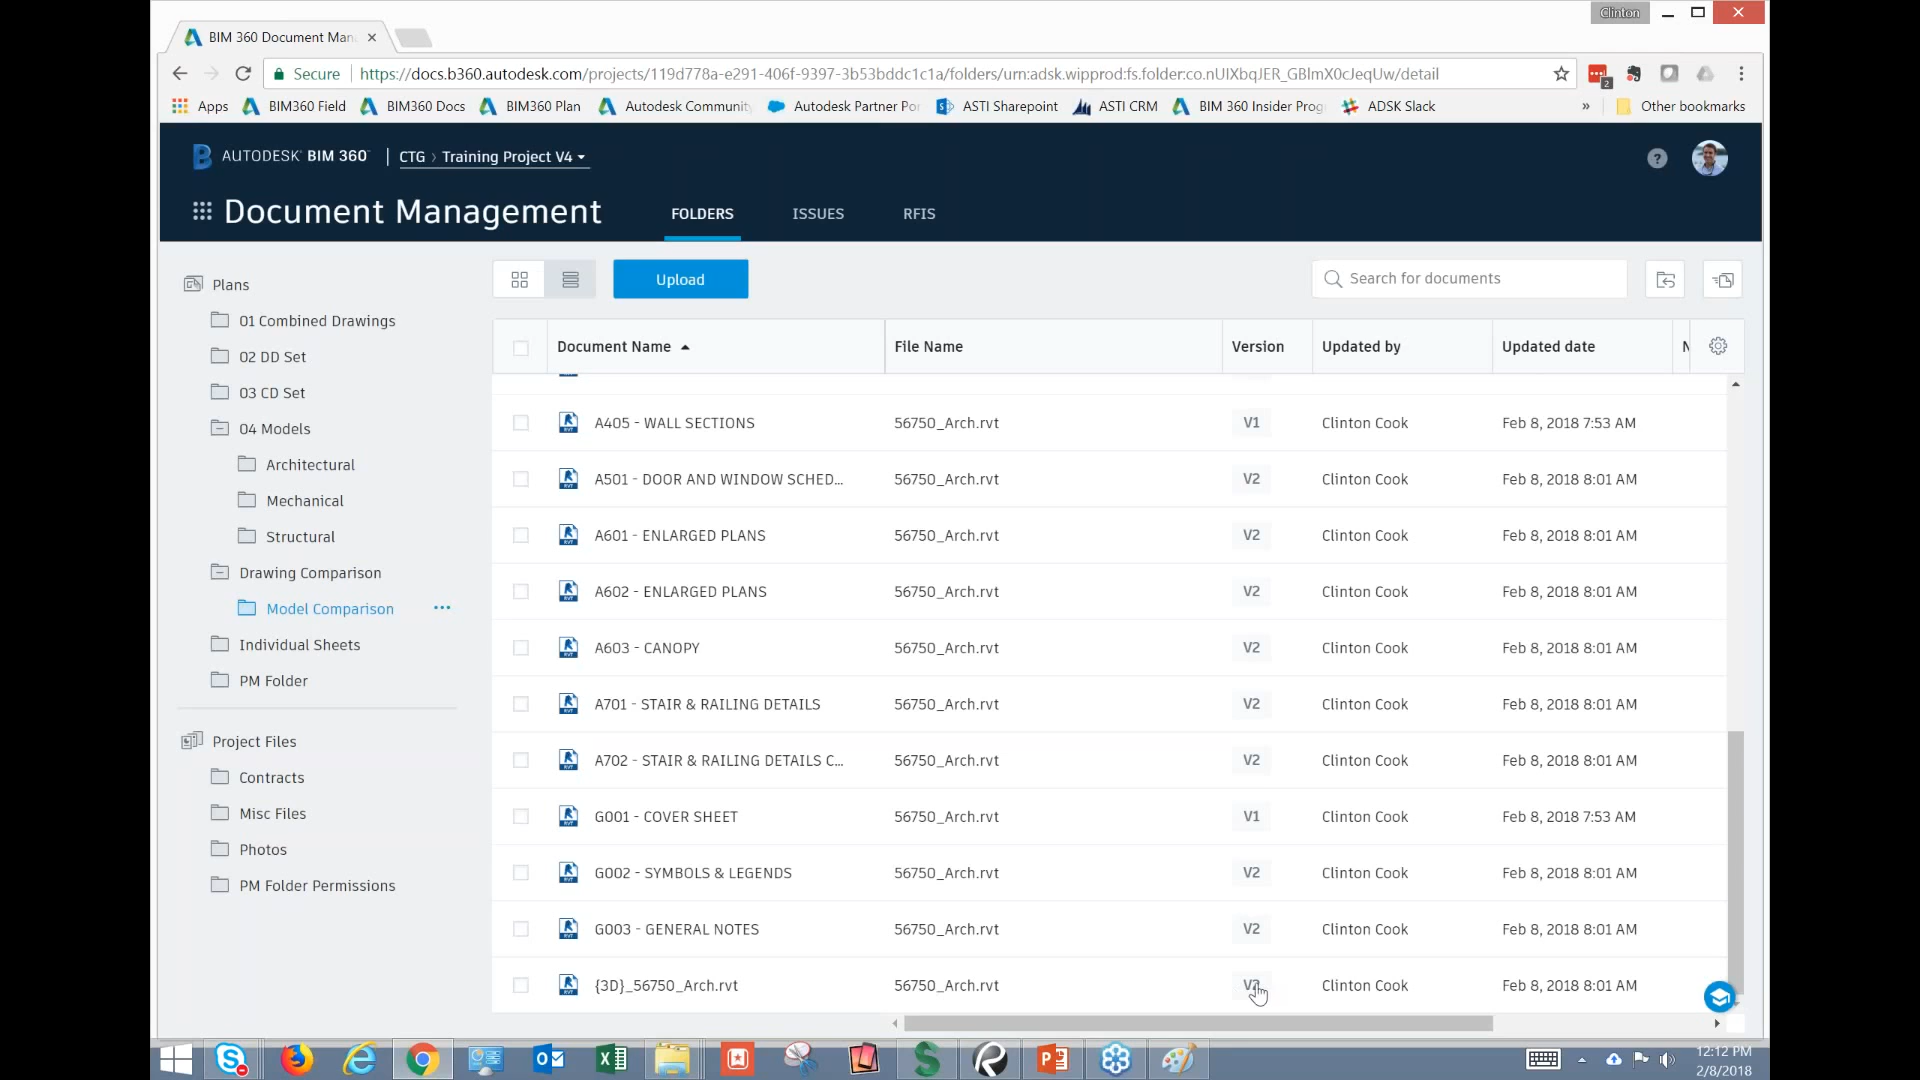 Clinton
BIM 360 Document Man
Secure https://docs.b360.autodesk.com/projects/119d778a-e291-406f-9397-3b53bddc1c1a/folders/urn:adsk.wipprod:fs.folder:co.nUIXbqJER_GBlmX0cJeqUw/detail
2
Apps BIM360 Field BIM360 Docs BIM360 Plan Autodesk Community Autodesk Partner Por ASTI Sharepoint ASTI CRM BIM 360 Insider Prog ADSK Slack » Other bookmarks
AUTODESK® BIM 360™ CTG › Training Project V4
Document Management FOLDERS ISSUES RFIS
Plans
01 Combined Drawings
02 DD Set
03 CD Set
04 Models
Architectural
Mechanical
Structural
Drawing Comparison
Model Comparison •••
Individual Sheets
PM Folder
Project Files
Contracts
Misc Files
Photos
PM Folder Permissions
Upload Search for documents
Document Name File Name Version Updated by Updated date
A405 - WALL SECTIONS 56750_Arch.rvt V1 Clinton Cook Feb 8, 2018 7:53 AM
A501 - DOOR AND WINDOW SCHED... 56750_Arch.rvt V2 Clinton Cook Feb 8, 2018 8:01 AM
A601 - ENLARGED PLANS 56750_Arch.rvt V2 Clinton Cook Feb 8, 2018 8:01 AM
A602 - ENLARGED PLANS 56750_Arch.rvt V2 Clinton Cook Feb 8, 2018 8:01 AM
A603 - CANOPY 56750_Arch.rvt V2 Clinton Cook Feb 8, 2018 8:01 AM
A701 - STAIR & RAILING DETAILS 56750_Arch.rvt V2 Clinton Cook Feb 8, 2018 8:01 AM
A702 - STAIR & RAILING DETAILS C... 56750_Arch.rvt V2 Clinton Cook Feb 8, 2018 8:01 AM
G001 - COVER SHEET 56750_Arch.rvt V1 Clinton Cook Feb 8, 2018 7:53 AM
G002 - SYMBOLS & LEGENDS 56750_Arch.rvt V2 Clinton Cook Feb 8, 2018 8:01 AM
G003 - GENERAL NOTES 56750_Arch.rvt V2 Clinton Cook Feb 8, 2018 8:01 AM
{3D}_56750_Arch.rvt 56750_Arch.rvt Clinton Cook Feb 8, 2018 8:01 AM
12:12 PM
2/8/2018